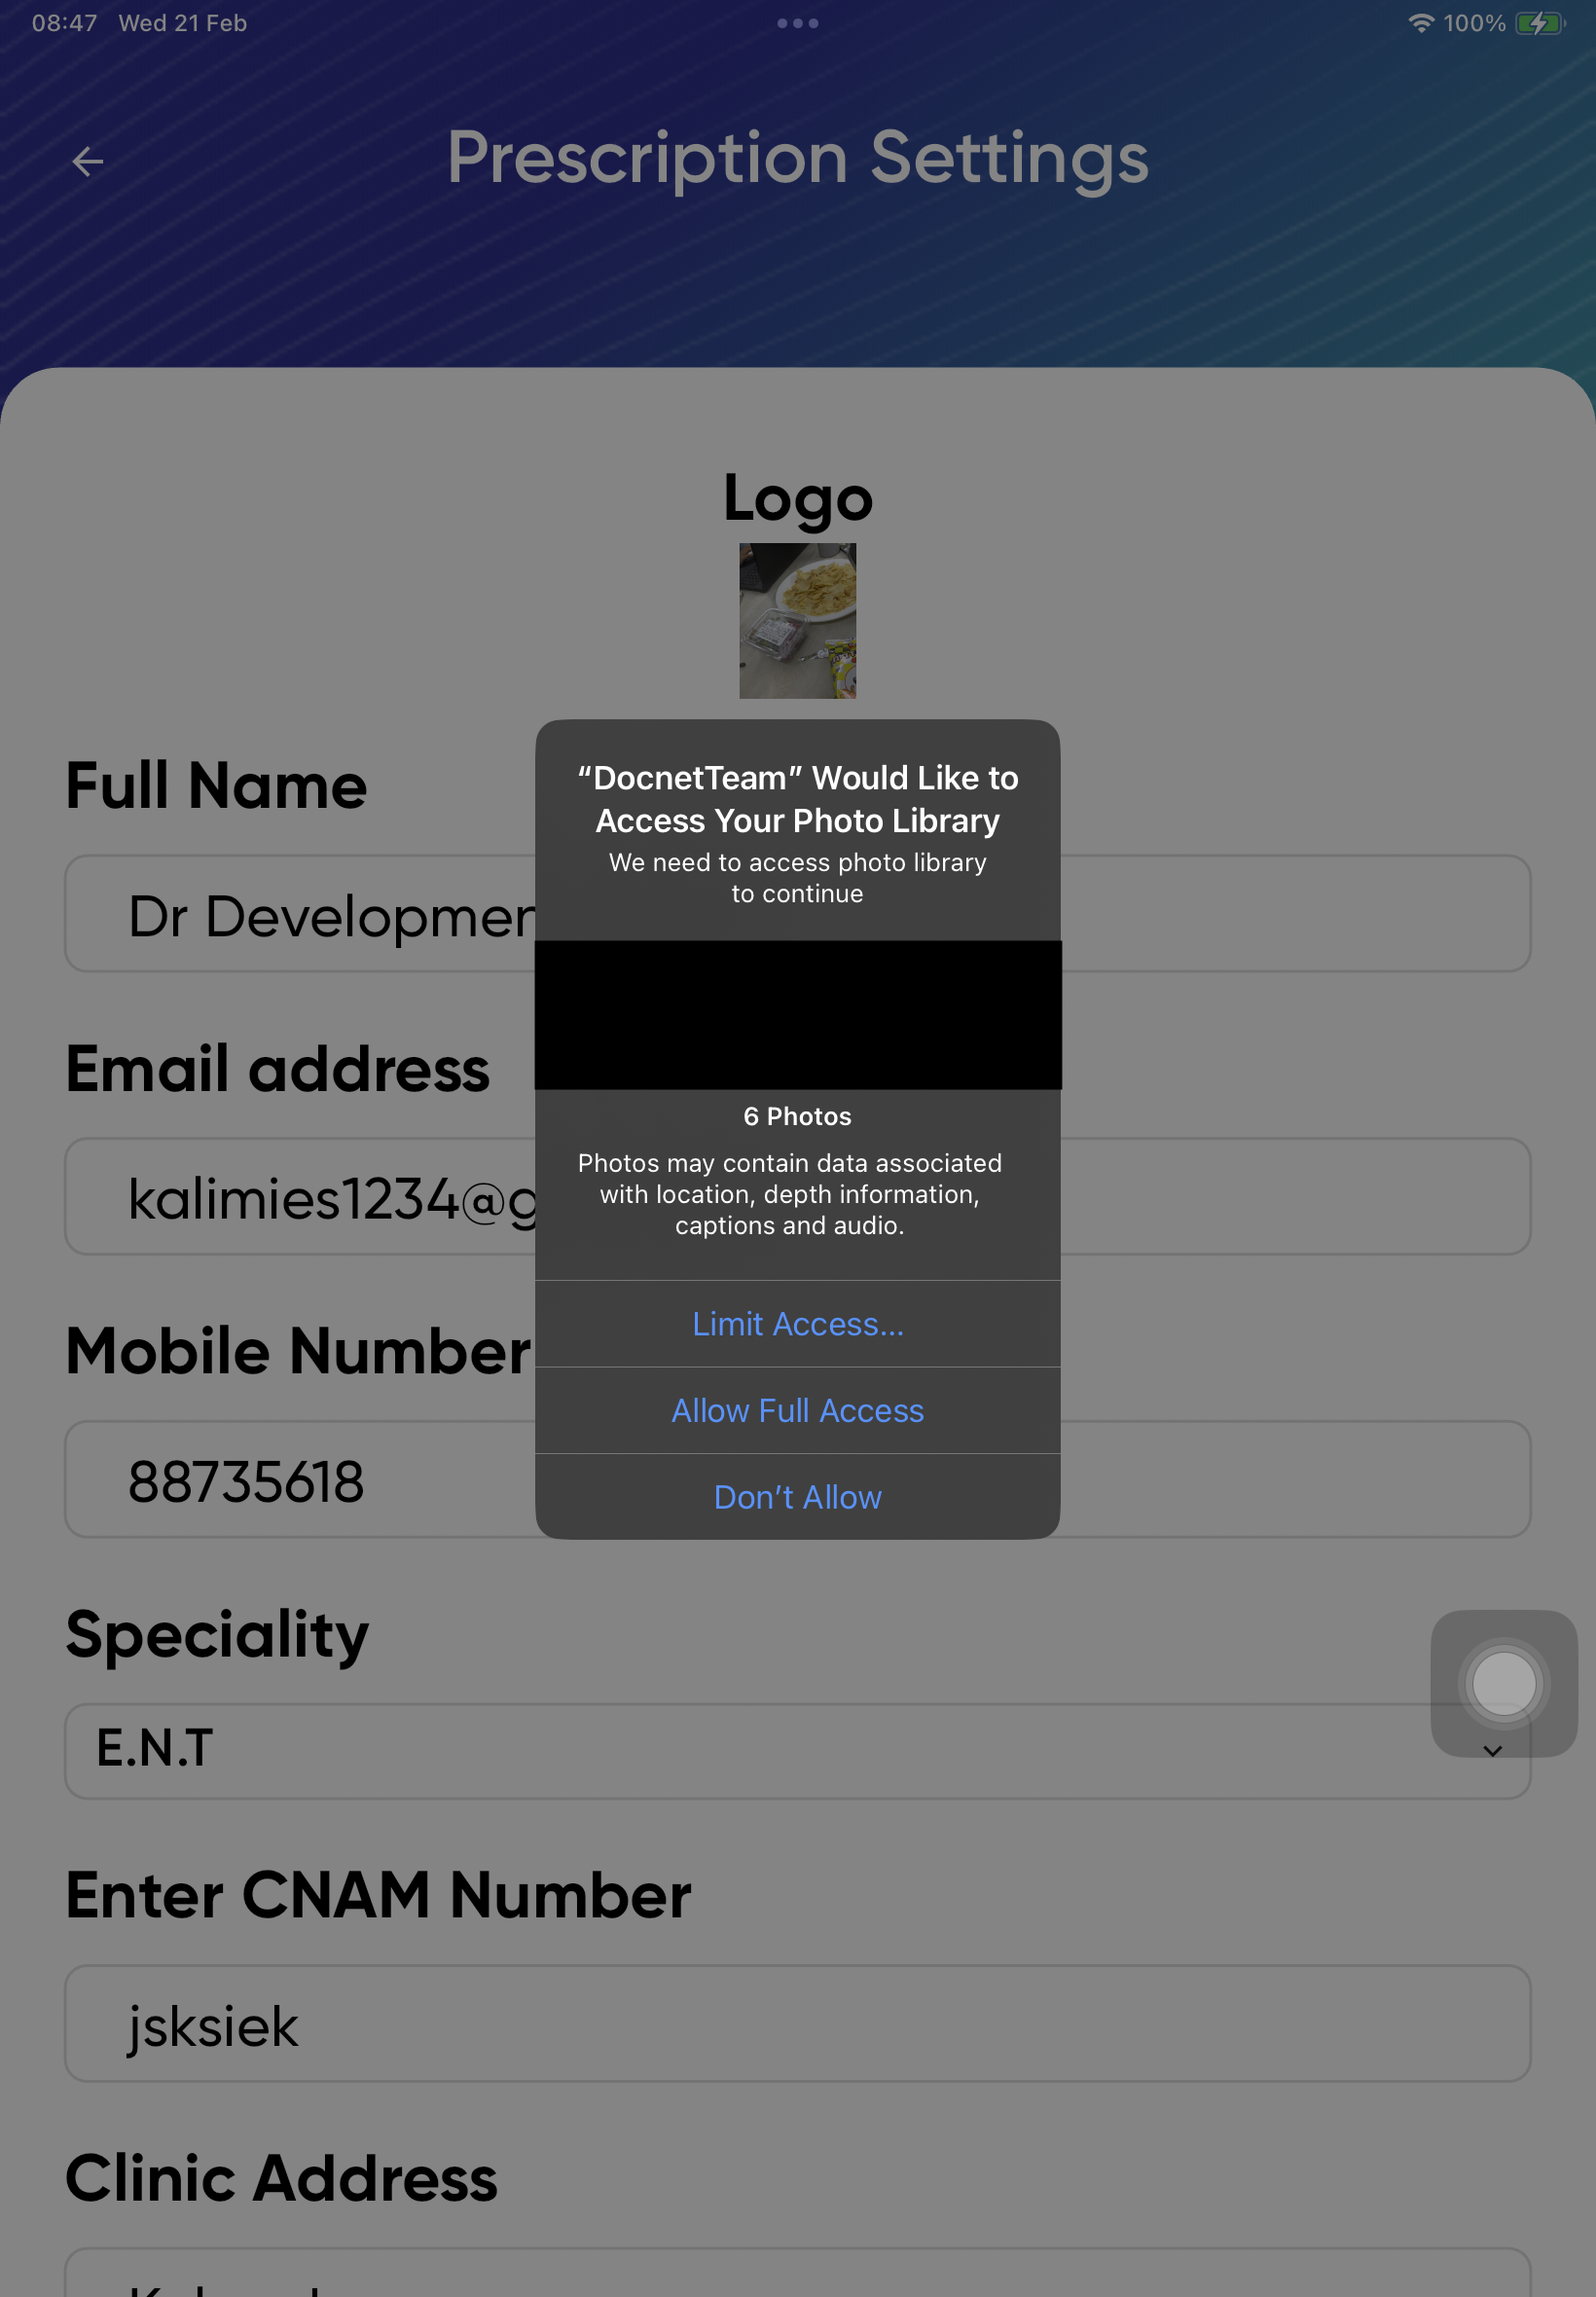 08:47 Wed 21 Feb
100%
Prescription Settings
Logo
Full Name
Dr
Email address
Mobile Number
88735618
Speciality
E.N.T
Enter CNAM Number
jsksiek
Clinic Address
“DocnetTeam” Would Like to
Access Your Photo Library
We need to access photo library
to continue
6 Photos
Photos may contain data associated
with location, depth information,
captions and audio.
Limit Access...
Allow Full Access
Don’t Allow